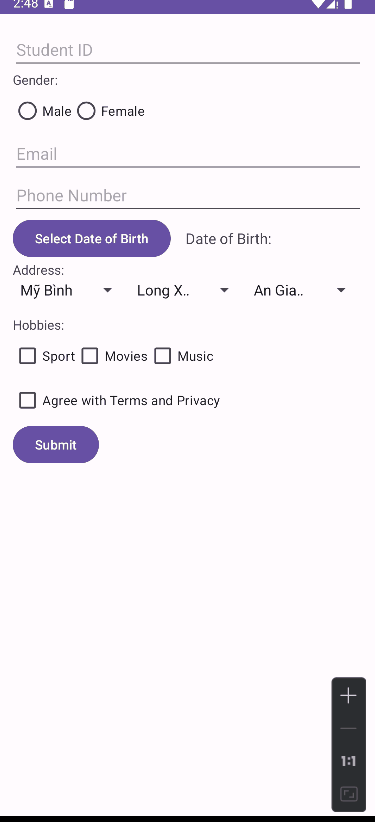 2:48 A
Student ID
Gender:
Male Female
Email
Phone Number
Select Date of Birth Date of Birth:
Address:
Mỹ Bình Long X.. An Gia..
Hobbies:
Sport Movies Music
Agree with Terms and Privacy
Submit
1:1